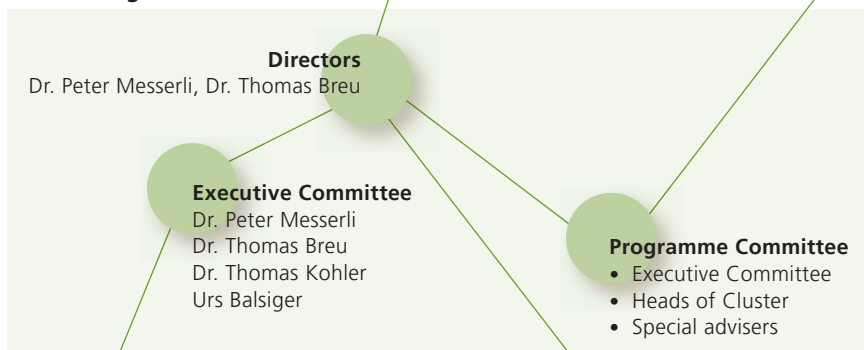 Directors
Dr. Peter Messerli, Dr. Thomas Breu
Executive Committee
Dr. Peter Messerli
Dr. Thomas Breu
Dr. Thomas Kohler
Urs Balsiger
Programme Committee
• Executive Committee
• Heads of Cluster
• Special advisers